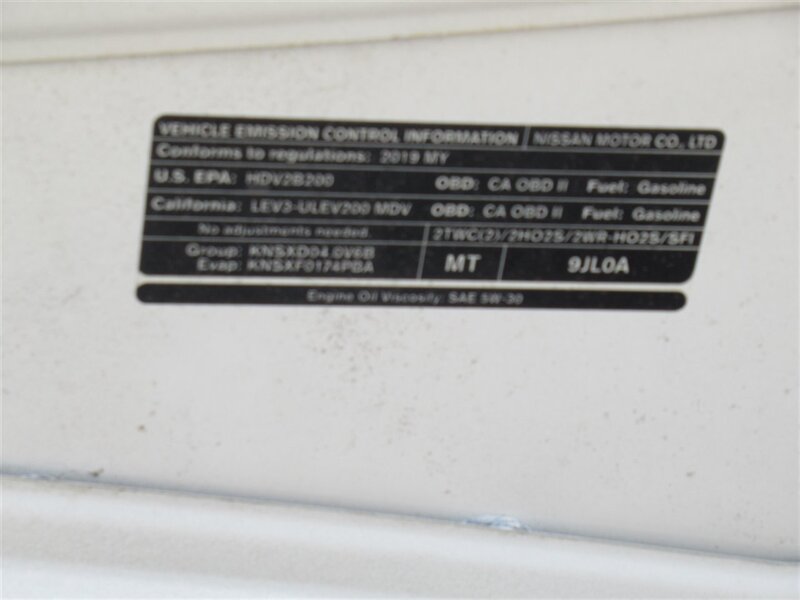 VEHICLE EMISSION CONTROL INFORMATION NISSAN MOTOR CO., LTD
Conforms to regulations: 2019 MY
U.S. EPA: HDV2B200 OBD: CA OBD II Fuel: Gasoline
California: LEV3-ULEV200 MDV OBD: CA OBD II Fuel: Gasoline
No adjustments needed. 2TWC(2)/2HO2S/2WR-HO2S/SFI
Group: KNSXD04.0V6B
Evap: KNSXF0174PBA
MT 9JL0A
Engine Oil Viscosity: SAE 5W-30